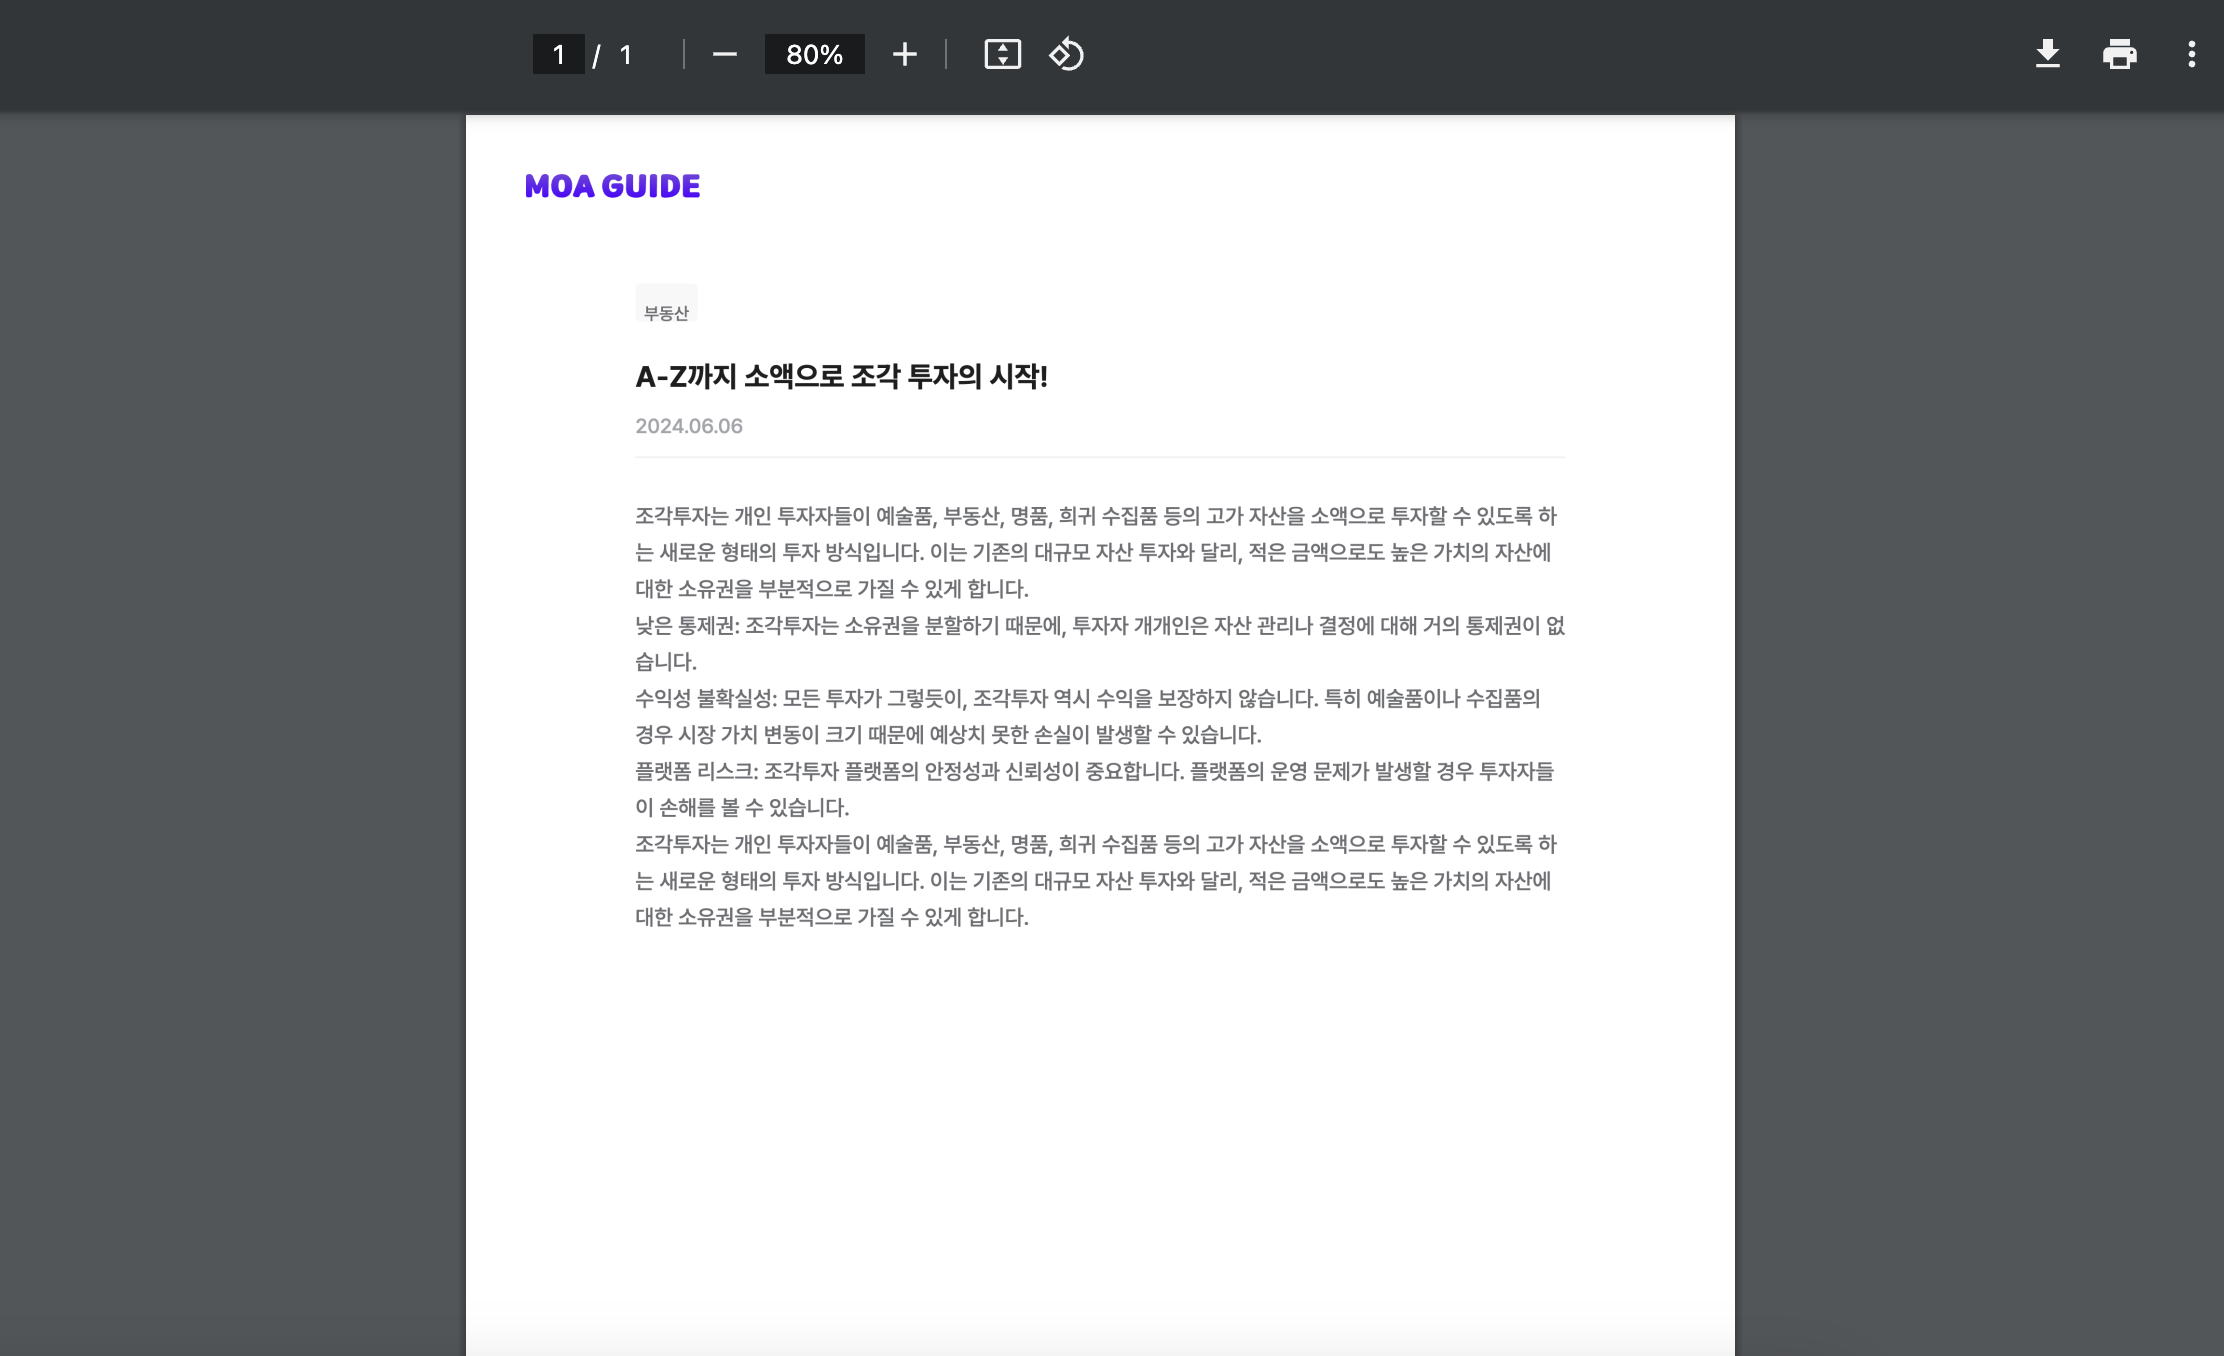 1 / 1 80%
MOA GUIDE
부동산
A-Z까지 소액으로 조각 투자의 시작!
2024.06.06
조각투자는 개인 투자자들이 예술품, 부동산, 명품, 희귀 수집품 등의 고가 자산을 소액으로 투자할 수 있도록 하
는 새로운 형태의 투자 방식입니다. 이는 기존의 대규모 자산 투자와 달리, 적은 금액으로도 높은 가치의 자산에
대한 소유권을 부분적으로 가질 수 있게 합니다.
낮은 통제권: 조각투자는 소유권을 분할하기 때문에, 투자자 개개인은 자산 관리나 결정에 대해 거의 통제권이 없
습니다.
수익성 불확실성: 모든 투자가 그렇듯이, 조각투자 역시 수익을 보장하지 않습니다. 특히 예술품이나 수집품의
경우 시장 가치 변동이 크기 때문에 예상치 못한 손실이 발생할 수 있습니다.
플랫폼 리스크: 조각투자 플랫폼의 안정성과 신뢰성이 중요합니다. 플랫폼의 운영 문제가 발생할 경우 투자자들
이 손해를 볼 수 있습니다.
조각투자는 개인 투자자들이 예술품, 부동산, 명품, 희귀 수집품 등의 고가 자산을 소액으로 투자할 수 있도록 하
는 새로운 형태의 투자 방식입니다. 이는 기존의 대규모 자산 투자와 달리, 적은 금액으로도 높은 가치의 자산에
대한 소유권을 부분적으로 가질 수 있게 합니다.